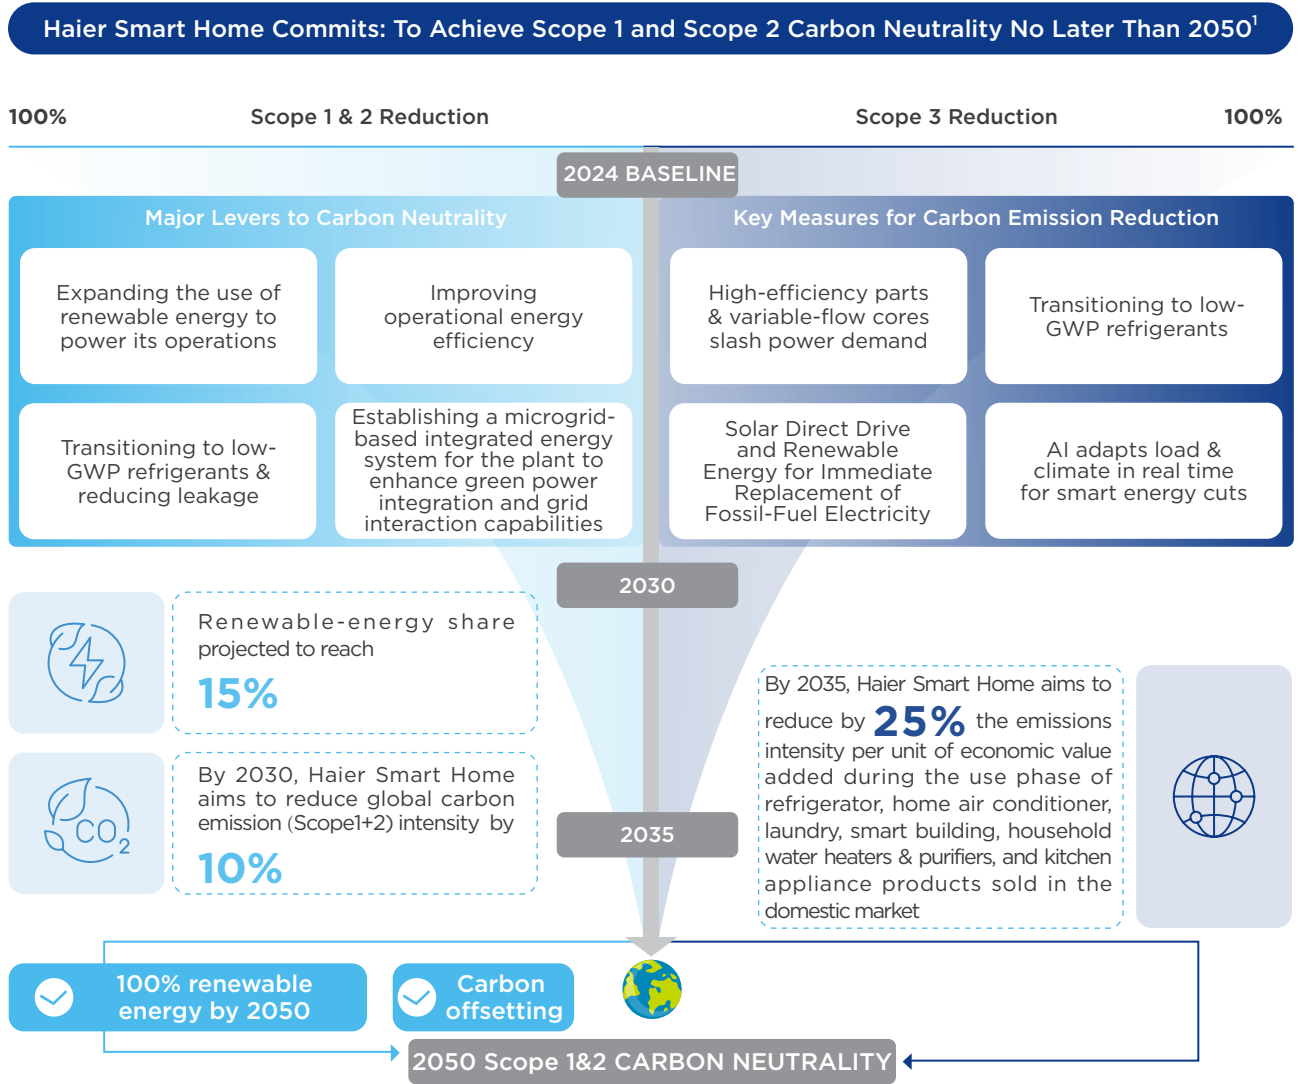 Haier Smart Home Commits: To Achieve Scope 1 and Scope 2 Carbon Neutrality No Later Than 2050¹
100%
Scope 1 & 2 Reduction
Scope 3 Reduction
100%
2024 BASELINE
Major Levers to Carbon Neutrality
Expanding the use of
renewable energy to
power its operations
Improving
operational energy
efficiency
Transitioning to low-
GWP refrigerants &
reducing leakage
Establishing a microgrid-
based integrated energy
system for the plant to
enhance green power
integration and grid
interaction capabilities
Key Measures for Carbon Emission Reduction
High-efficiency parts
& variable-flow cores
slash power demand
Transitioning to low-
GWP refrigerants
Solar Direct Drive
and Renewable
Energy for Immediate
Replacement of
Fossil-Fuel Electricity
AI adapts load &
climate in real time
for smart energy cuts
2030
Renewable-energy share
projected to reach
15%
CO₂
By 2030, Haier Smart Home
aims to reduce global carbon
emission (Scope1+2) intensity by
10%
2035
By 2035, Haier Smart Home aims to
reduce by 25% the emissions
intensity per unit of economic value
added during the use phase of
refrigerator, home air conditioner,
laundry, smart building, household
water heaters & purifiers, and kitchen
appliance products sold in the
domestic market
100% renewable
energy by 2050
Carbon
offsetting
2050 Scope 1&2 CARBON NEUTRALITY